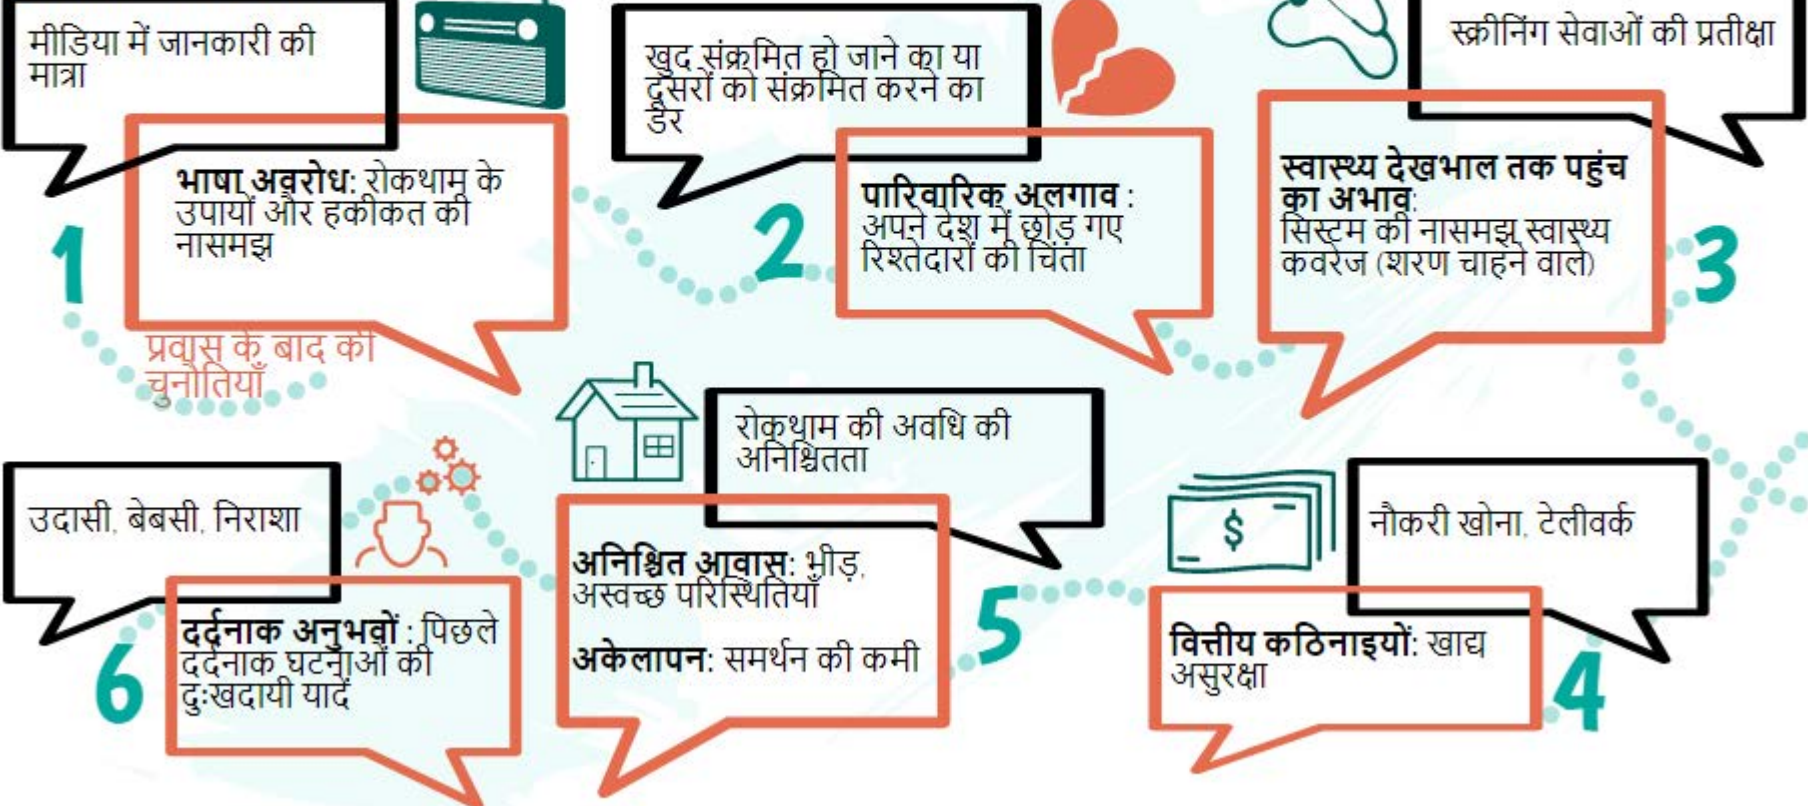 मीडिया में जानकारी की
मात्रा
भाषा अवरोध: रोकथाम के
उपायों और हकीकत की
नासमझ
1
प्रवास के बाद की
चुनौतियाँ
खुद संक्रमित हो जाने का या
दूसरों को संक्रमित करने का
डर
2
पारिवारिक अलगाव :
अपने देश में छोड़ गए
रिश्तेदारों की चिंता
स्क्रीनिंग सेवाओं की प्रतीक्षा
स्वास्थ्य देखभाल तक पहुंच
का अभाव:
सिस्टम की नासमझ स्वास्थ्य
कवरेज (शरण चाहने वाले)
3
नौकरी खोना, टेलीवर्क
$
वित्तीय कठिनाइयों: खाद्य
असुरक्षा
4
रोकथाम की अवधि की
अनिश्चितता
अनिश्चित आवास: भीड़,
अस्वच्छ परिस्थितियाँ
अकेलापन: समर्थन की कमी
5
उदासी, बेबसी, निराशा
दर्दनाक अनुभवों : पिछले
दर्दनाक घटनाओं की
दुःखदायी यादें
6